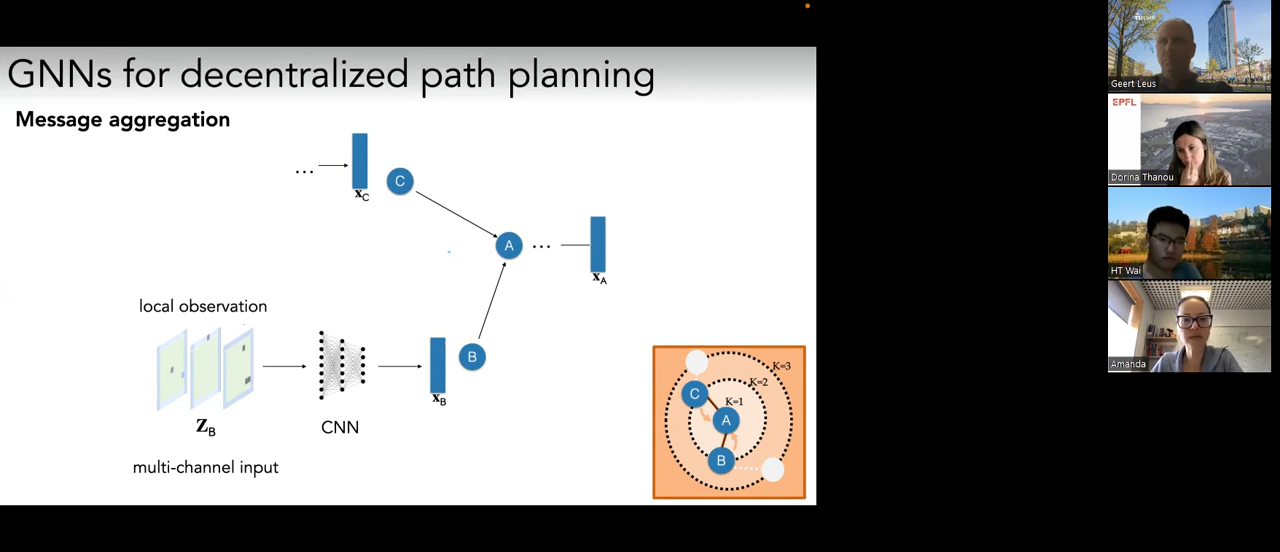 GNNs for decentralized path planning
Message aggregation
...
x_C
C
A
...
x_A
local observation
B
x_B
Z_B
CNN
multi-channel input
K=3
K=2
C
K=1
A
B
Geert Leus
EPFL
Dorina Thanou
HT Wai
Amanda